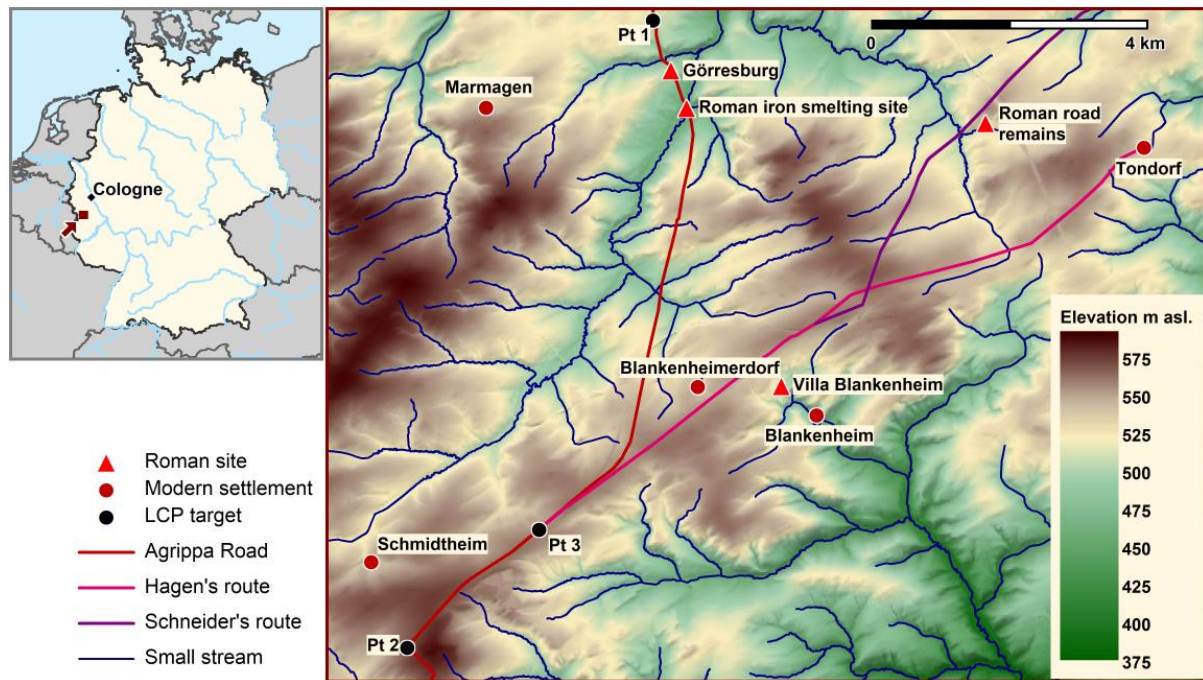 Cologne
Roman site
Modern settlement
LCP target
Agrippa Road
Hagen's route
Schneider's route
Small stream
Pt 1
0
4 km
Görresburg
Marmagen
Roman iron smelting site
Roman road
remains
Tondorf
Elevation m asl.
575
550
525
500
475
450
425
400
375
Blankenheimerdorf
Villa Blankenheim
Blankenheim
Pt 3
Schmidtheim
Pt 2